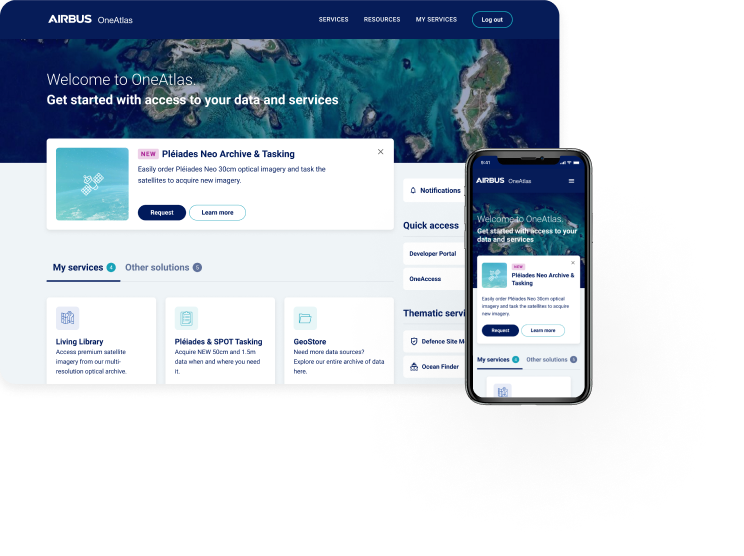 AIRBUS OneAtlas
SERVICES RESOURCES MY SERVICES Log out
Welcome to OneAtlas.
Get started with access to your data and services
NEW Pléiades Neo Archive & Tasking
Easily order Pléiades Neo 30cm optical imagery and task the
satellites to acquire new imagery.
Request Learn more
Notifications
Quick access
Developer Portal
OneAccess
My services 4 Other solutions 5
Living Library
Access premium satellite
imagery from our multi-
resolution optical archive.
Pléiades & SPOT Tasking
Acquire NEW 50cm and 1.5m
data when and where you need
it.
GeoStore
Need more data sources?
Explore our entire archive of data
here.
Thematic servi
Defence Site M
Ocean Finder
9:41
AIRBUS OneAtlas
Welcome to OneAtlas.
Get started with access to your
data and services
NEW
Pléiades Neo Archive &
Tasking
Easily order Pléiades Neo 30cm optical
imagery and task the satellites to acquire
new imagery.
Request Learn more
My services 4 Other solutions 5